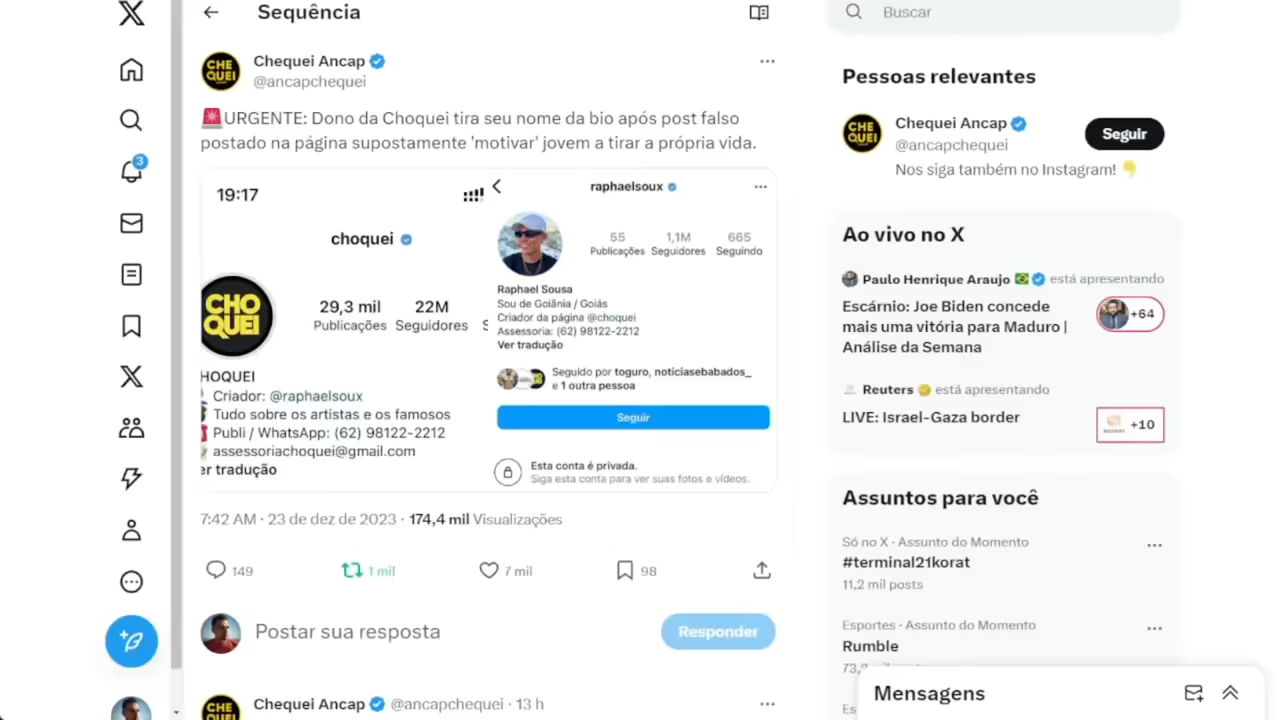 Sequência
Chequei Ancap
@ancapchequei
URGENTE: Dono da Choquei tira seu nome da bio após post falso
postado na página supostamente 'motivar' jovem a tirar a própria vida.
19:17
choquei
CHO
QUEI
29,3 mil
22M
Publicações
Seguidores
S
HOQUEI
Criador: @raphaelsoux
Tudo sobre os artistas e os famosos
Publi / WhatsApp: (62) 98122-2212
assessoriachoquei@gmail.com
er tradução
raphaelsoux
55
1,1M
665
Publicações
Seguidores
Seguindo
Raphael Sousa
Sou de Goiânia / Goiás
Criador da página @choquei
Assessoria: (62) 98122-2212
Ver tradução
Seguido por toguro, noticiasebabados_
e 1 outra pessoa
Seguir
Esta conta é privada.
Siga esta conta para ver suas fotos e vídeos.
7:42 AM · 23 de dez de 2023 · 174,4 mil Visualizações
149
1 mil
7 mil
98
Postar sua resposta
Responder
Chequei Ancap @ancapchequei · 13 h
CHE
QUEI
3
Buscar
Pessoas relevantes
CHE
QUEI
Chequei Ancap
@ancapchequei
Seguir
Nos siga também no Instagram!
Ao vivo no X
Paulo Henrique Araujo está apresentando
Escárnio: Joe Biden concede
mais uma vitória para Maduro |
Análise da Semana
+64
Reuters está apresentando
LIVE: Israel-Gaza border
+10
Assuntos para você
Só no X · Assunto do Momento
#terminal21korat
11,2 mil posts
Esportes · Assunto do Momento
Rumble
73,
Es
Mensagens